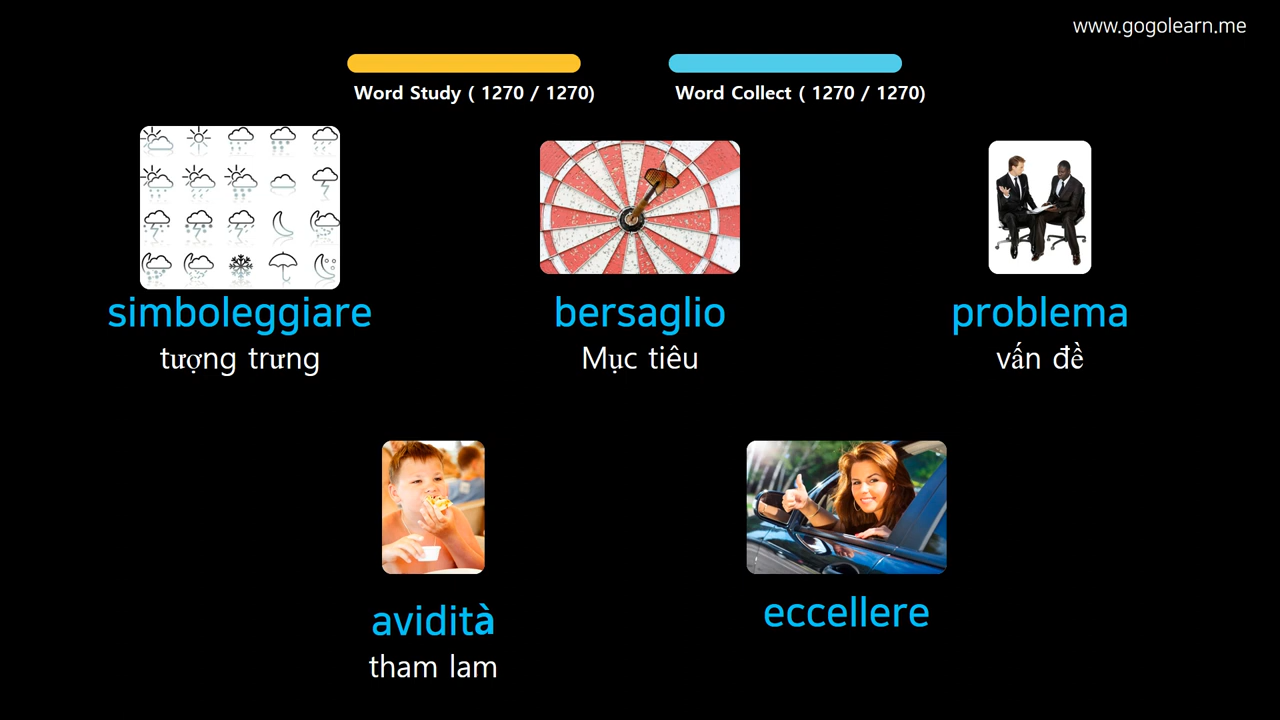 www.gogolearn.me
Word Study ( 1270 / 1270)
Word Collect ( 1270 / 1270)
simboleggiare
tượng trưng
bersaglio
Mục tiêu
problema
vấn đề
avidità
tham lam
eccellere